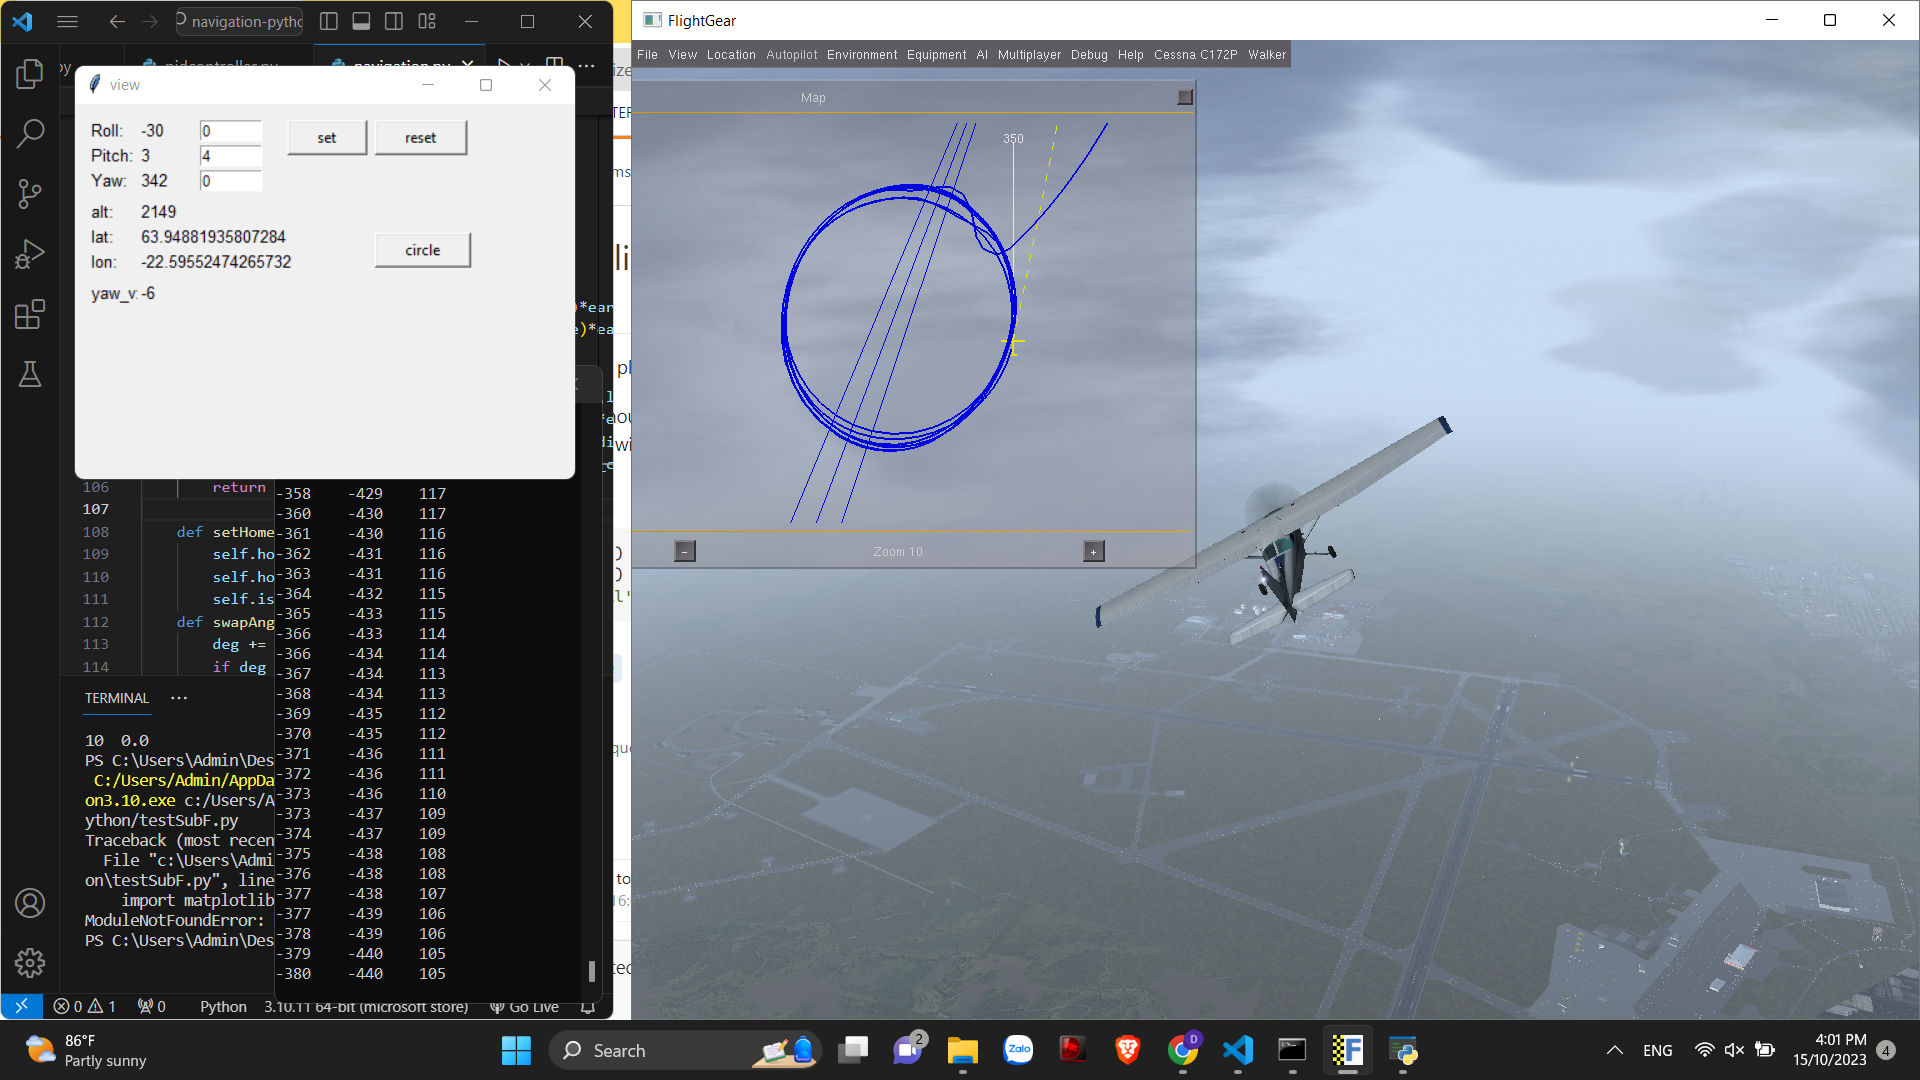 navigation-pytho
navigation.py
view
Roll: -30 0
Pitch: 3 4
Yaw: 342 0
set
reset
alt: 2149
lat: 63.94881935807284
lon: -22.59552474265732
circle
yaw_v: -6
106 return
107
108 def setHome
109 self.ho
110 self.ho
111 self.is
112 def swapAng
113 deg +=
114 if deg
TERMINAL ...
10 0.0
PS C:\Users\Admin\Des
C:/Users/Admin/AppDa
on3.10.exe c:/Users/A
ython/testSubF.py
Traceback (most recen
File "c:\Users\Admi
on\testSubF.py", line
import matplotlib
ModuleNotFoundError:
PS C:\Users\Admin\Des
-358 -429 117
-360 -430 117
-361 -430 116
-362 -431 116
-363 -431 116
-364 -432 115
-365 -433 115
-366 -433 114
-366 -434 114
-367 -434 113
-368 -434 113
-369 -435 112
-370 -435 112
-371 -436 111
-372 -436 111
-373 -436 110
-373 -437 109
-374 -437 109
-375 -438 108
-376 -438 108
-377 -438 107
-377 -439 106
-378 -439 106
-379 -440 105
-380 -440 105
0 1 0 Python 3.10.11 64-bit (microsoft store) Go Live
FlightGear
File View Location Autopilot Environment Equipment AI Multiplayer Debug Help Cessna C172P Walker
Map
350
- Zoom 10 +
86°F
Partly sunny
Search
2
Zalo
D
ENG
4:01 PM
15/10/2023
4